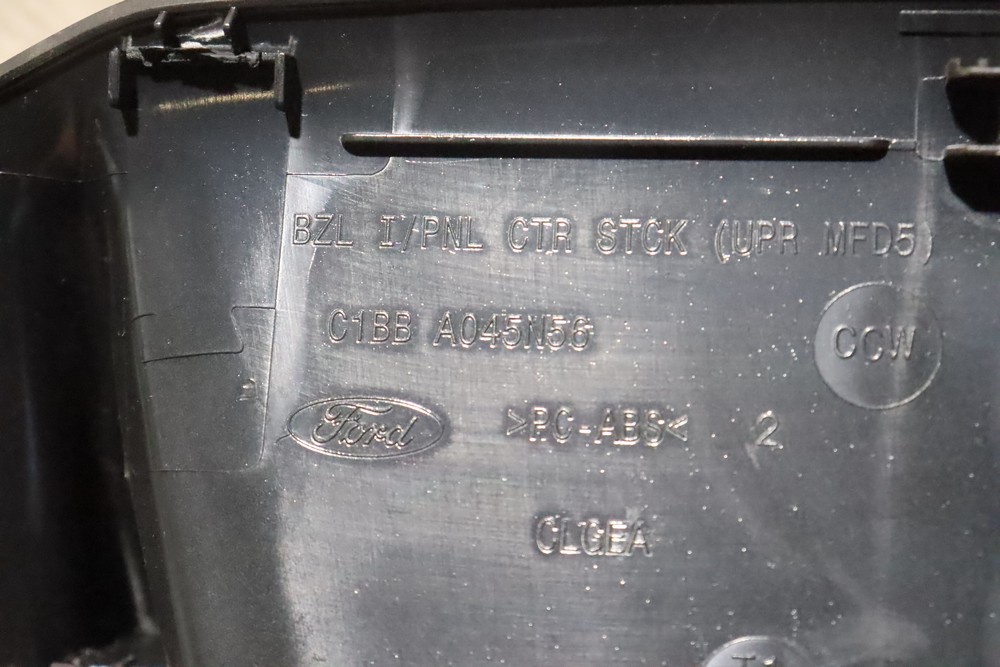 BZL I/PNL CTR STCK (UPR MFD5)
C1BB A045N56
CCW
Ford >PC-ABS< 2
CLGEA